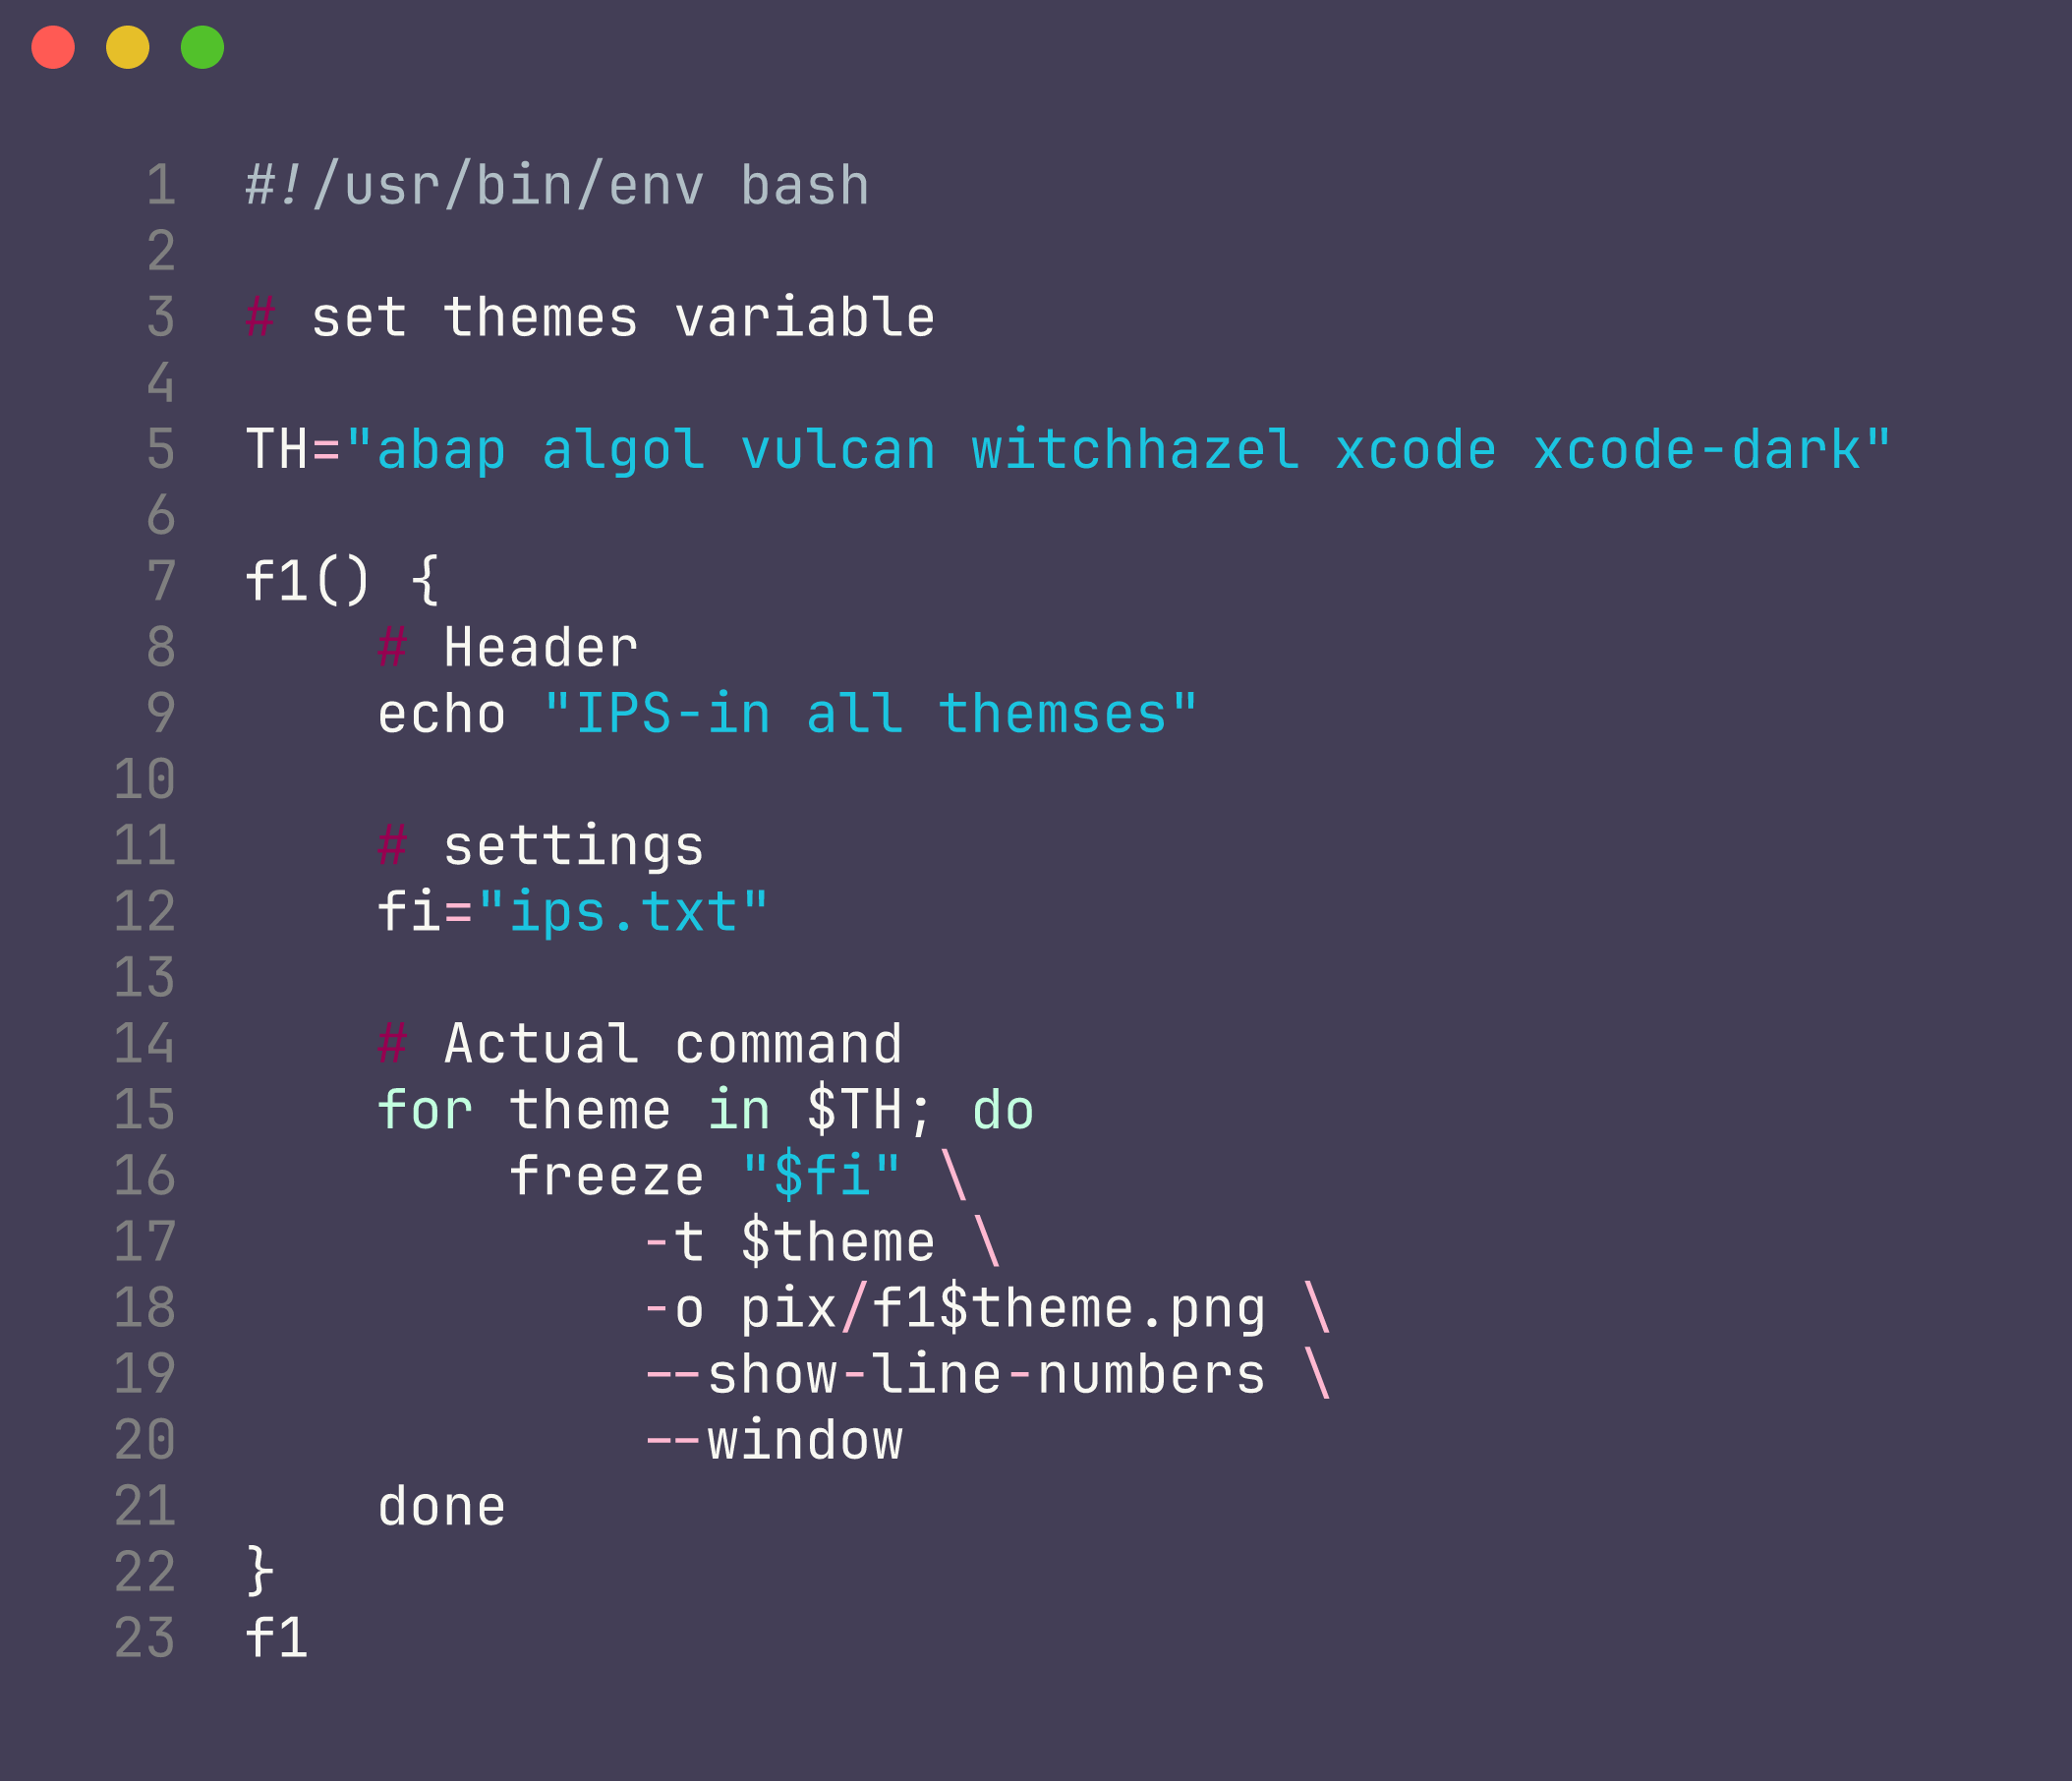 1 #!/usr/bin/env bash
2
3 # set themes variable
4
5 TH="abap algol vulcan witchhazel xcode xcode-dark"
6
7 f1() {
8     # Header
9     echo "IPS-in all themses"
10
11     # settings
12     fi="ips.txt"
13
14     # Actual command
15     for theme in $TH; do
16         freeze "$fi" \
17             -t $theme \
18             -o pix/f1$theme.png \
19             --show-line-numbers \
20             --window
21     done
22 }
23 f1